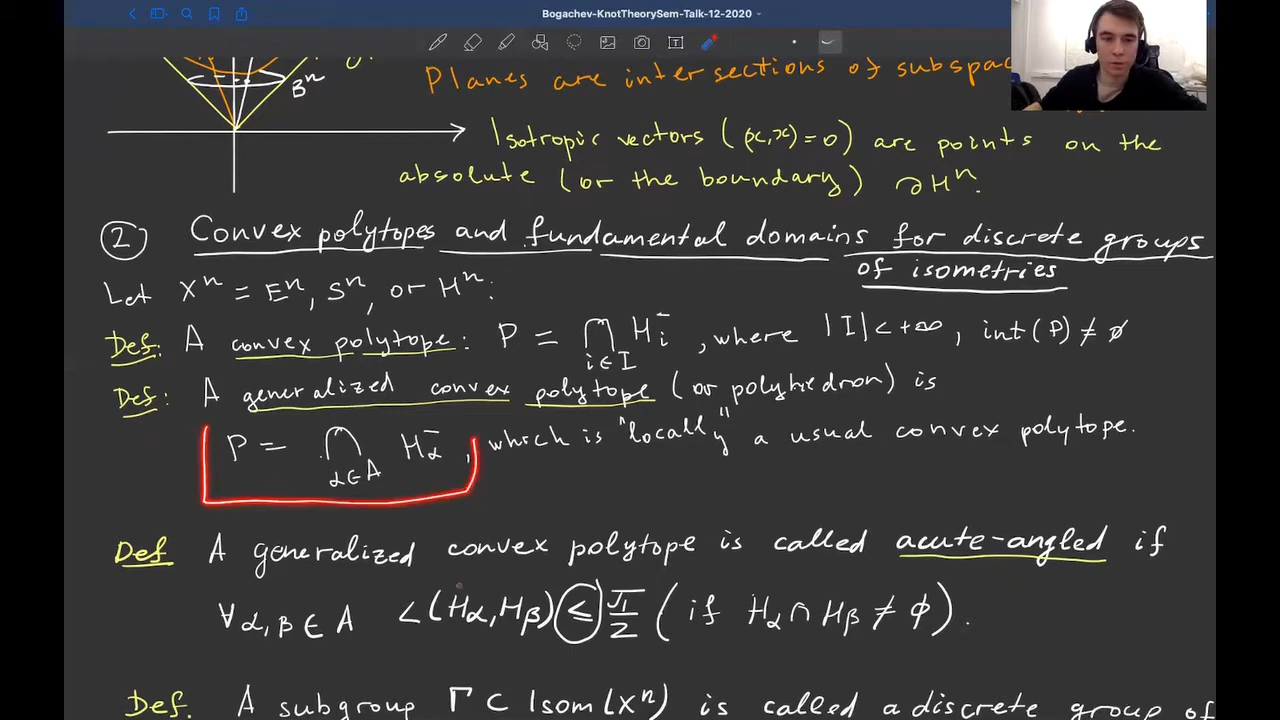 Bogachev-KnotTheorySem-Talk-12-2020
Bⁿ
Planes are intersections of
Isotropic vectors ((x,x)=0) are points on the
absolute (or the boundary) ∂Hⁿ.
② Convex polytopes and fundamental domains for discrete groups
of isometries
Let Xⁿ = Eⁿ, Sⁿ, or Hⁿ:
Def: A convex polytope: P = ⋂_{i∈I} H_i⁻, where |I|<+∞, int(P) ≠ ∅
Def: A generalized convex polytope (or polyhedron) is
P = ⋂_{α∈A} H_α⁻, which is "locally" a usual convex polytope.
Def A generalized convex polytope is called acute-angled if
∀α,β ∈ A ∠(H_α, H_β) ≤ π/2 (if H_α ∩ H_β ≠ ∅).
Def. A subgroup Γ ⊂ Isom(Xⁿ) is called a discrete group of